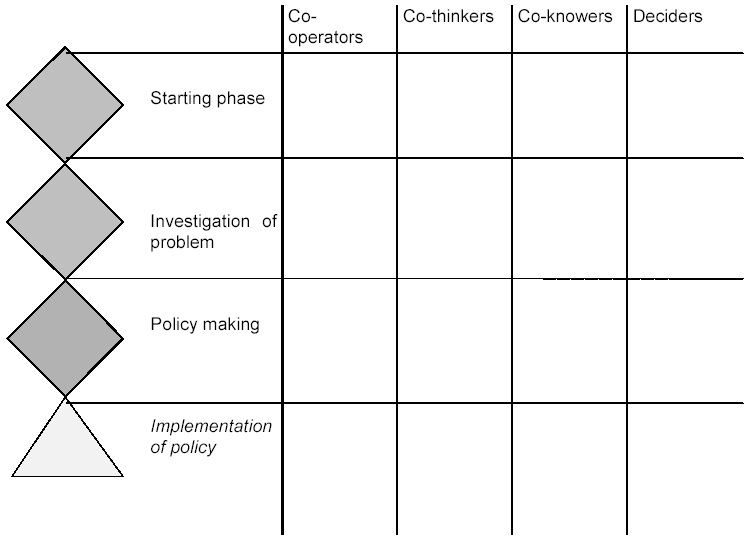 Co-
operators
Co-thinkers
Co-knowers
Deciders
Starting phase
Investigation of
problem
Policy making
Implementation
of policy